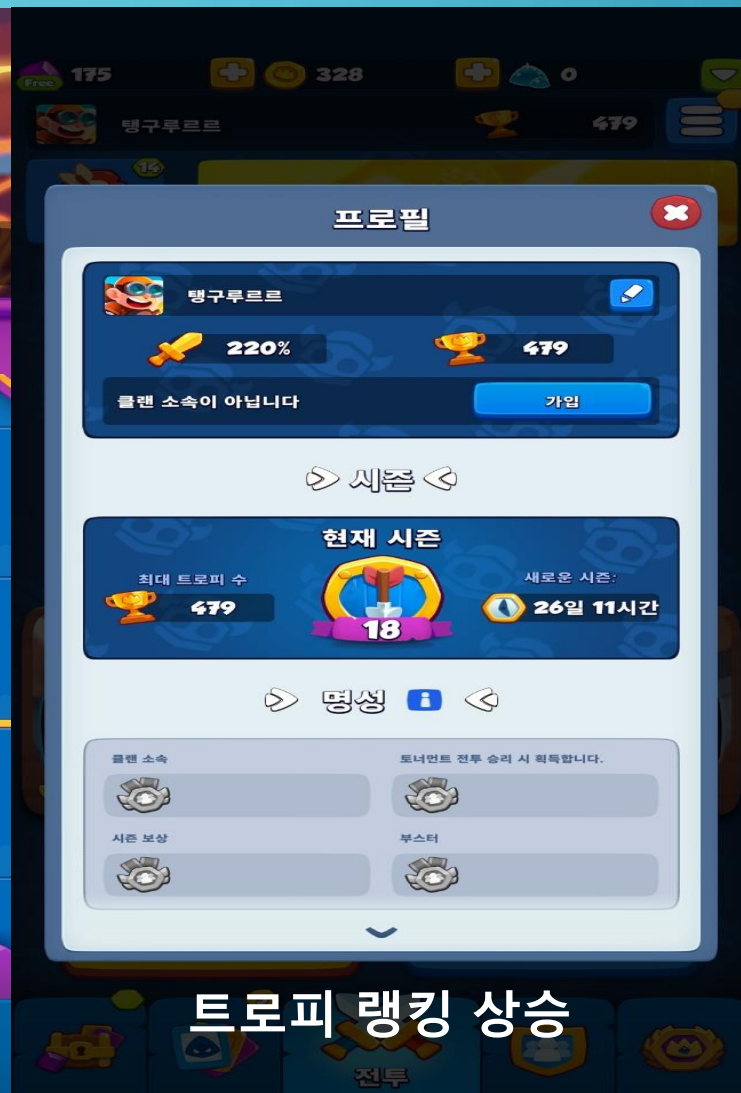 Free 175 328 0
탱구루르르 479
14
프로필
탱구루르르
220% 479
클랜 소속이 아닙니다 가입
시즌
현재 시즌
최대 트로피 수 새로운 시즌:
479 18 26일 11시간
명성
클랜 소속 토너먼트 전투 승리 시 획득합니다.
시즌 보상 부스터
트로피 랭킹 상승
전투